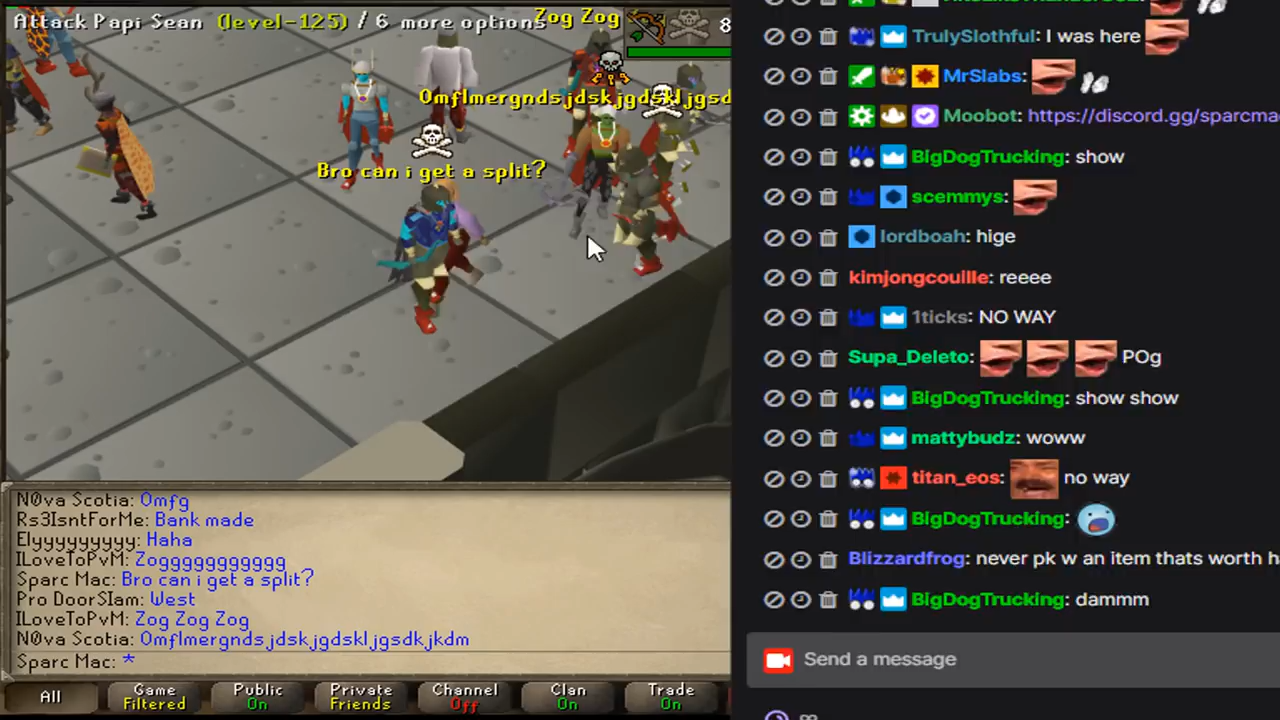 Attack Papi Sean (level-125) / 6 more options
Zog Zog
8
Omflmergndsjdskjgdskljgsd
Bro can i get a split?
N0va Scotia: Omfg
Rs3IsntForMe: Bank made
Elyyyyyyyyy: Haha
ILoveToPvM: Zoggggggggggg
Sparc Mac: Bro can i get a split?
Pro DoorSlam: West
ILoveToPvM: Zog Zog Zog
N0va Scotia: Omflmergndsjdskjgdskljgsdkjkdm
Sparc Mac: *
All
Game
Filtered
Public
On
Private
Friends
Channel
Off
Clan
On
Trade
On
TrulySlothful: I was here
MrSlabs:
Moobot: https://discord.gg/sparcma
BigDogTrucking: show
scemmys:
lordboah: hige
kimjongcouille: reeee
1ticks: NO WAY
Supa_Deleto: POg
BigDogTrucking: show show
mattybudz: woww
titan_eos: no way
BigDogTrucking:
Blizzardfrog: never pk w an item thats worth h
BigDogTrucking: dammm
Send a message